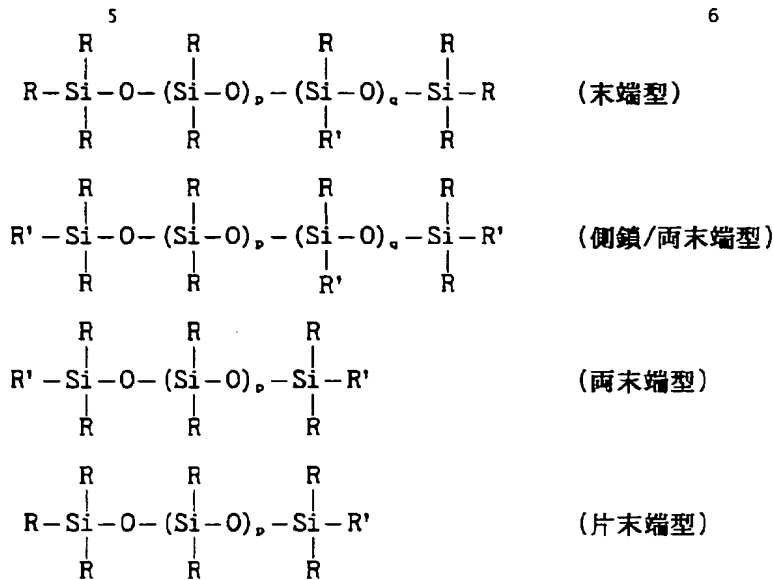 5 6
R R R R
R-Si-O-(Si-O)p-(Si-O)q-Si-R (末端型)
R R R' R
R R R R
R'-Si-O-(Si-O)p-(Si-O)q-Si-R' (側鎖/両末端型)
R R R' R
R R R
R'-Si-O-(Si-O)p-Si-R' (両末端型)
R R R
R R R
R-Si-O-(Si-O)p-Si-R' (片末端型)
R R R